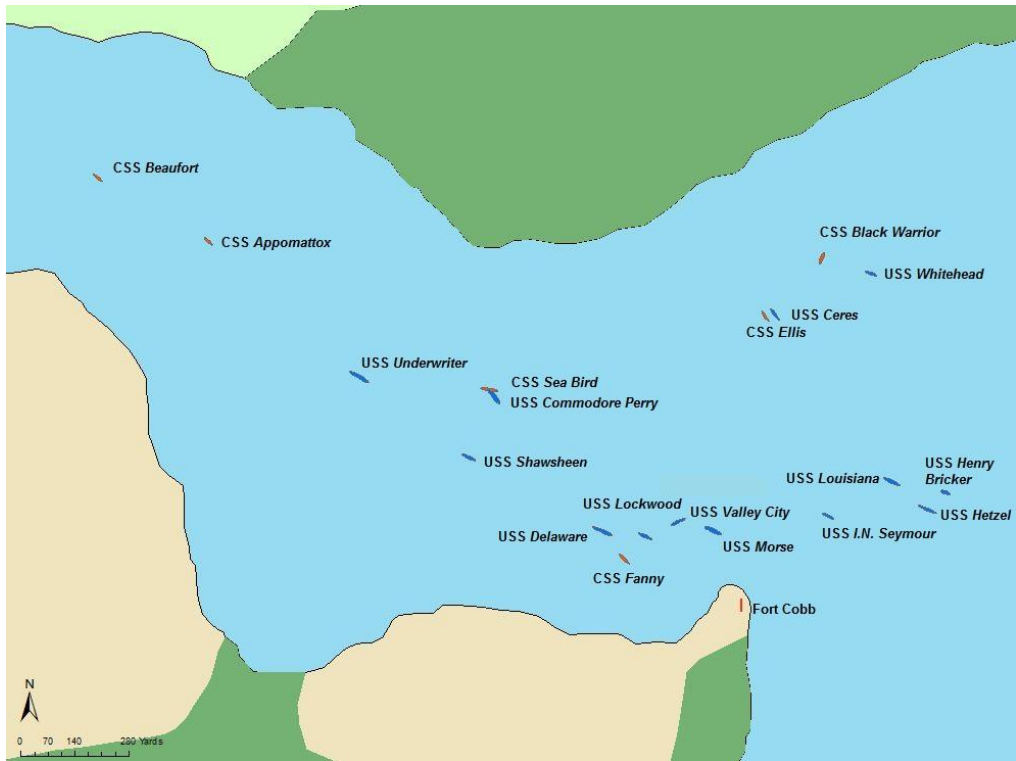 CSS Beaufort
CSS Appomattox
CSS Black Warrior
USS Whitehead
USS Ceres
CSS Ellis
USS Underwriter
CSS Sea Bird
USS Commodore Perry
USS Shawsheen
USS Henry
Bricker
USS Louisiana
USS Lockwood
USS Valley City
USS Hetzel
USS I.N. Seymour
USS Delaware
USS Morse
CSS Fanny
Fort Cobb
N
0 70 140 280 Yards